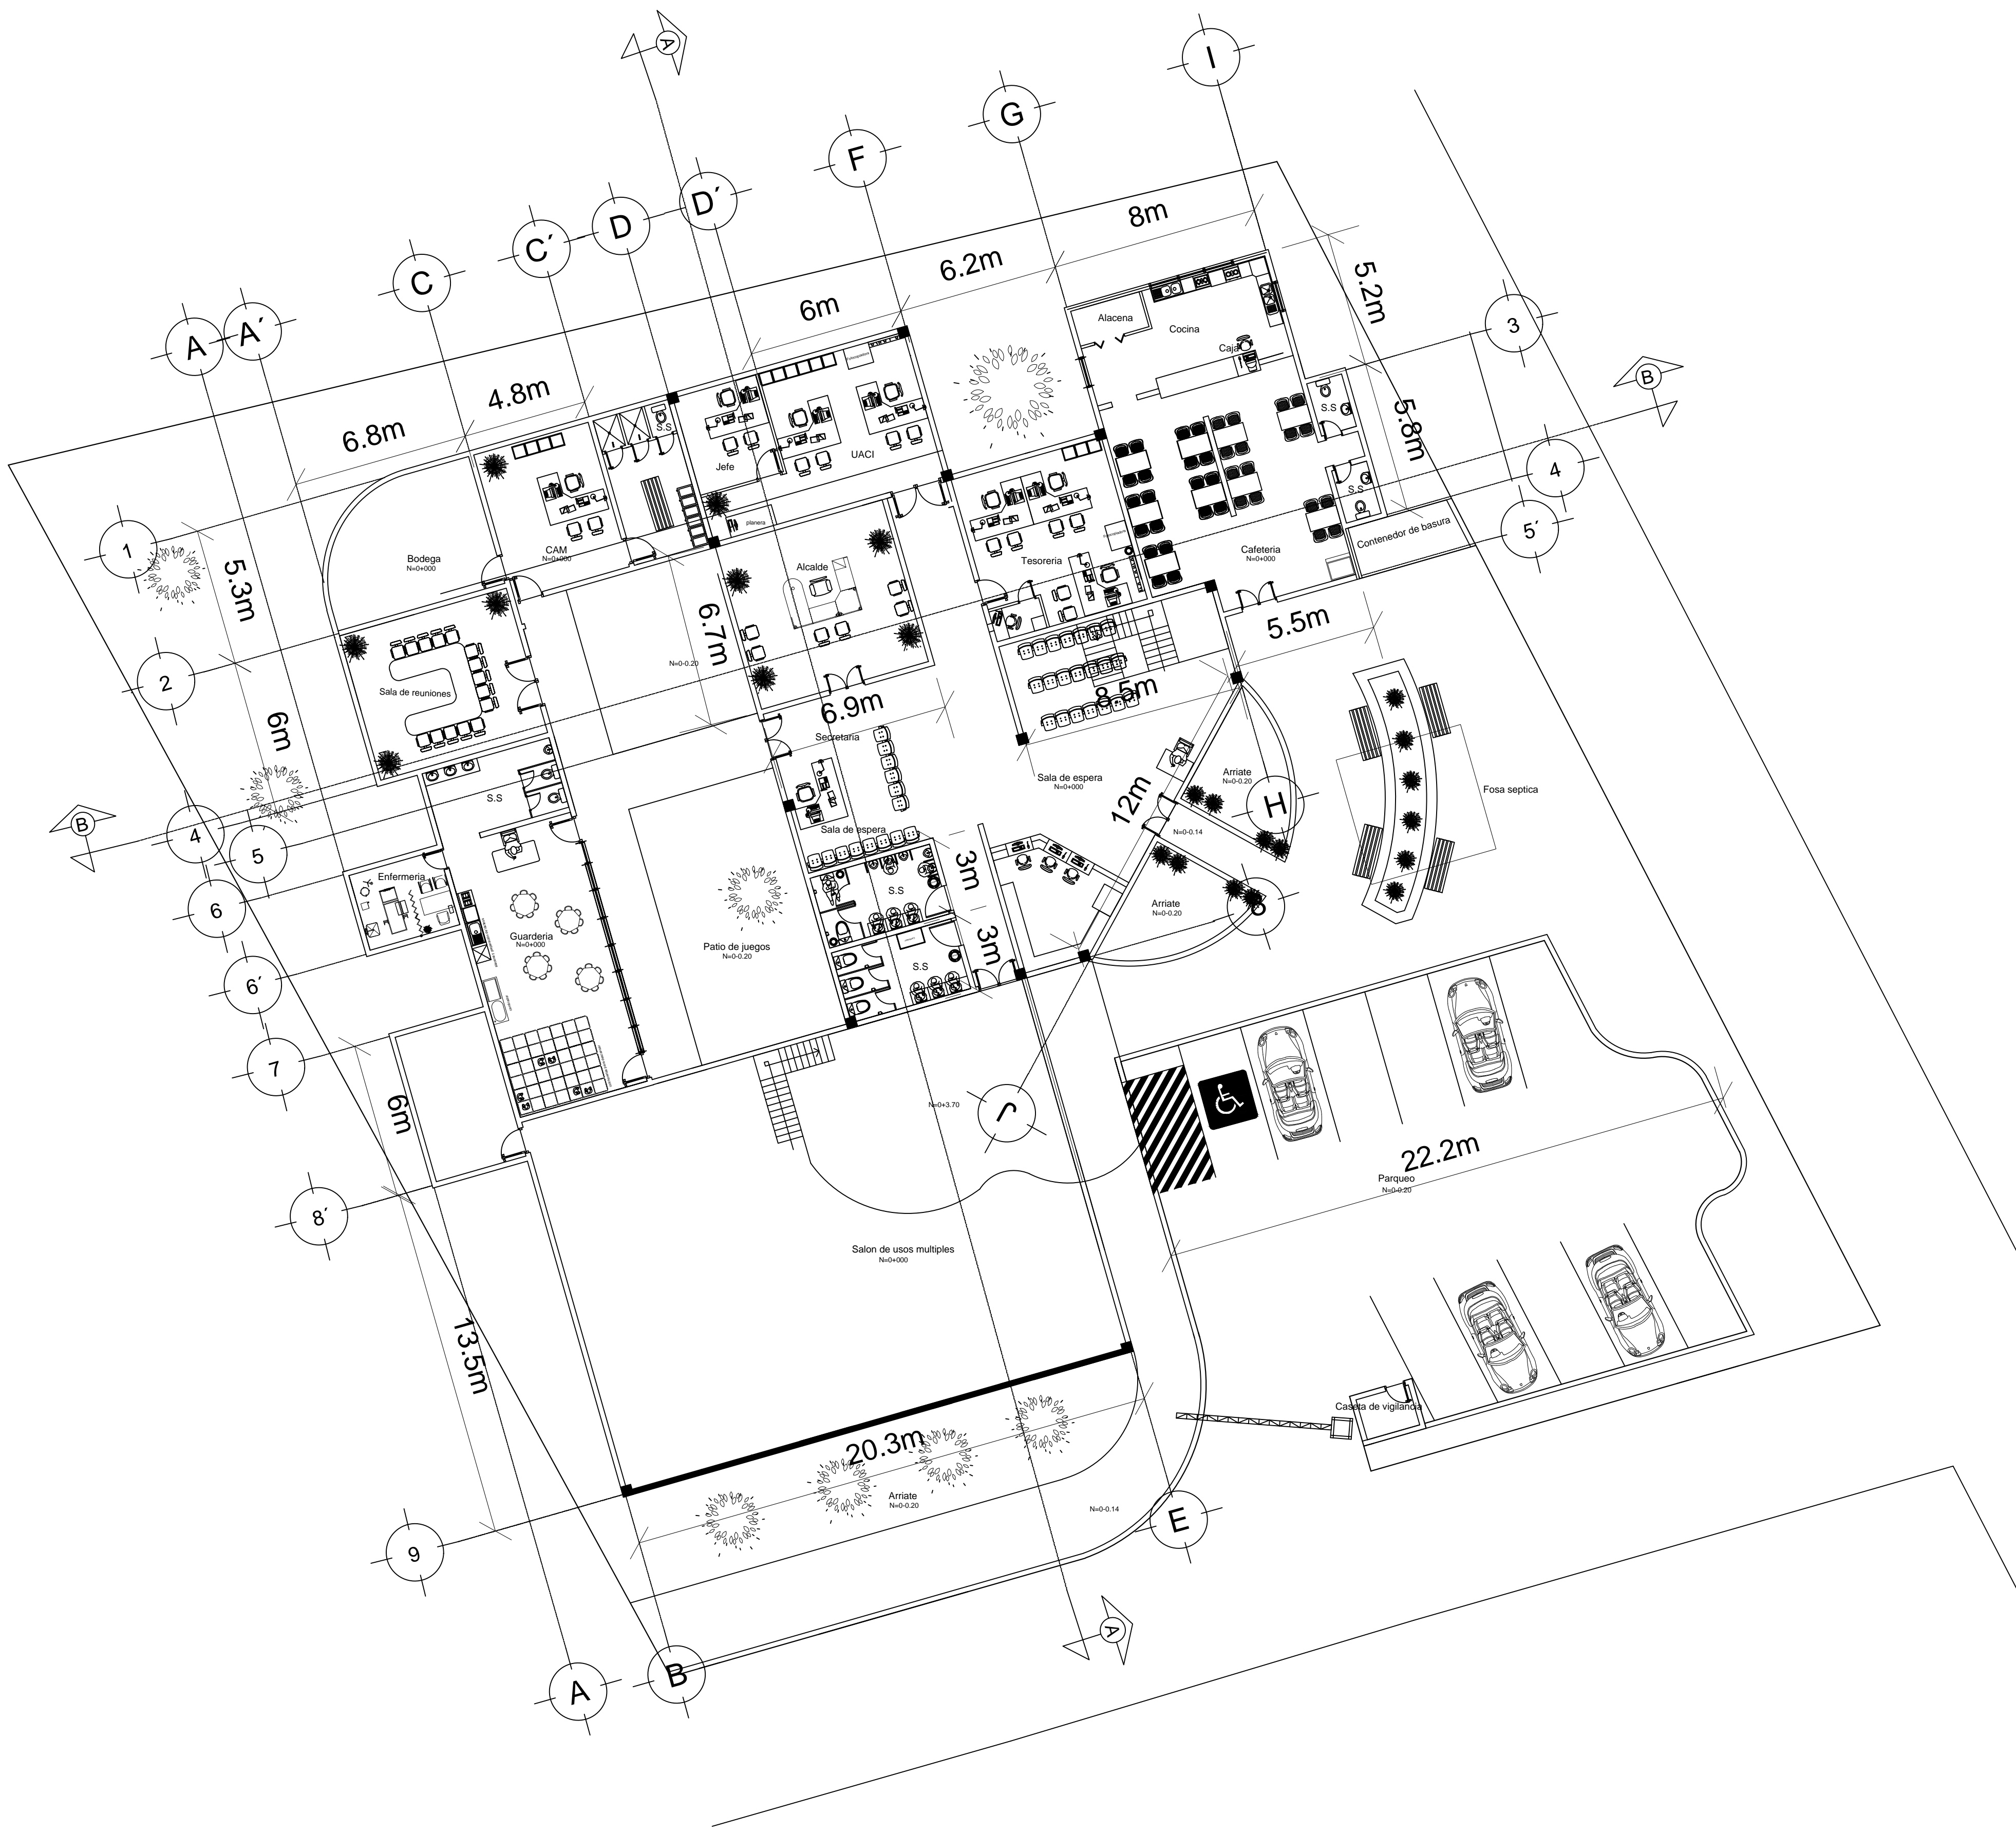 A
I
G
F
D´
D
C´
C
A
A´
8m
6.2m
6m
5.2m
3
B
4.8m
6.8m
5.8m
4
5´
Alacena
Cocina
Caja
S.S
S.S
S.S
Jefe
UACI
planera
Contenedor de basura
1
5.3m
Bodega
N=0+000
CAM
N=0+000
Alcalde
Tesoreria
Cafeteria
N=0+000
2
6m
6.7m
5.5m
N=0-0.20
Sala de reuniones
8.5m
6.9m
Secretaria
Sala de espera
N=0+000
12m
Arriate
N=0-0.20
H
Fosa septica
S.S
B
4
5
Sala de espera
N=0-0.14
3m
Enfermeria
S.S
6
Arriate
N=0-0.20
8
Guarderia
N=0+000
Patio de juegos
N=0-0.20
3m
S.S
6´
7
6m
N=0+3.70
J
22.2m
Parqueo
N=0-0.20
8´
Salon de usos multiples
N=0+000
13.5m
Caseta de vigilancia
20.3m
Arriate
N=0-0.20
N=0-0.14
E
9
A
A
B